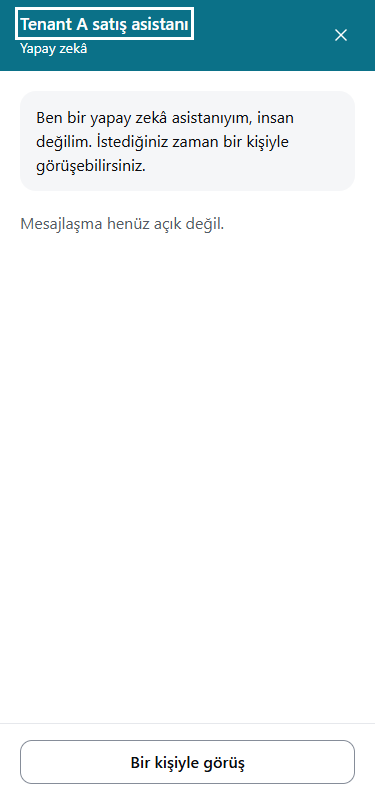 Tenant A satış asistanı
Yapay zekâ
Ben bir yapay zekâ asistanıyım, insan
değilim. İstediğiniz zaman bir kişiyle
görüşebilirsiniz.
Mesajlaşma henüz açık değil.
Bir kişiyle görüş